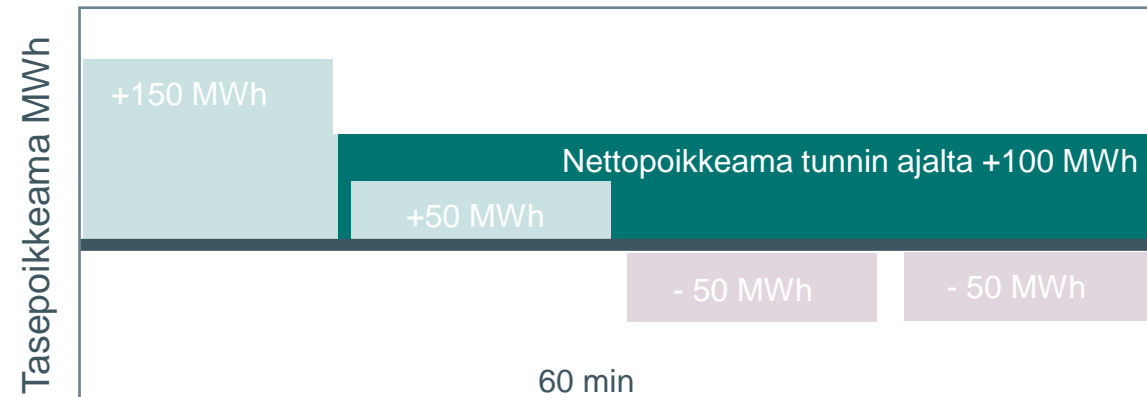 Tasepoikkeama MWh
+150 MWh
Nettopoikkeama tunnin ajalta +100 MWh
+50 MWh
- 50 MWh
- 50 MWh
60 min